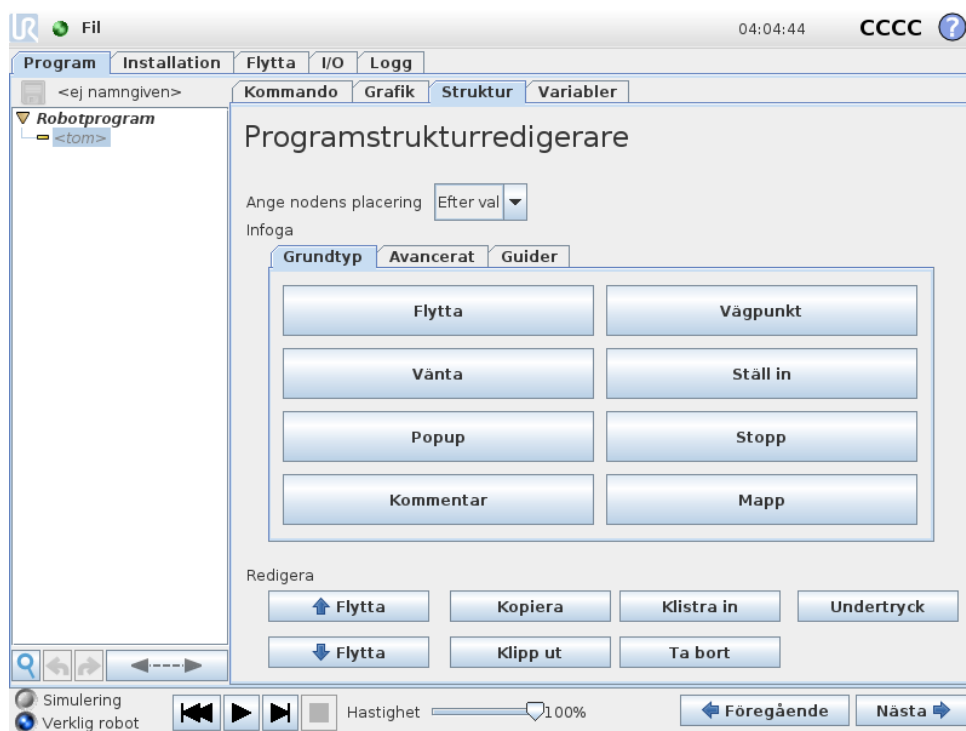 UR Fil 04:04:44 CCCC ?
Program Installation Flytta I/O Logg
<ej namngiven>
Kommando Grafik Struktur Variabler
Robotprogram
<tom>
Programstrukturredigerare
Ange nodens placering Efter val
Infoga
Grundtyp Avancerat Guider
Flytta Vägpunkt
Vänta Ställ in
Popup Stopp
Kommentar Mapp
Redigera
Flytta Kopiera Klistra in Undertryck
Flytta Klipp ut Ta bort
Simulering
Verklig robot
Hastighet 100%
Föregående Nästa